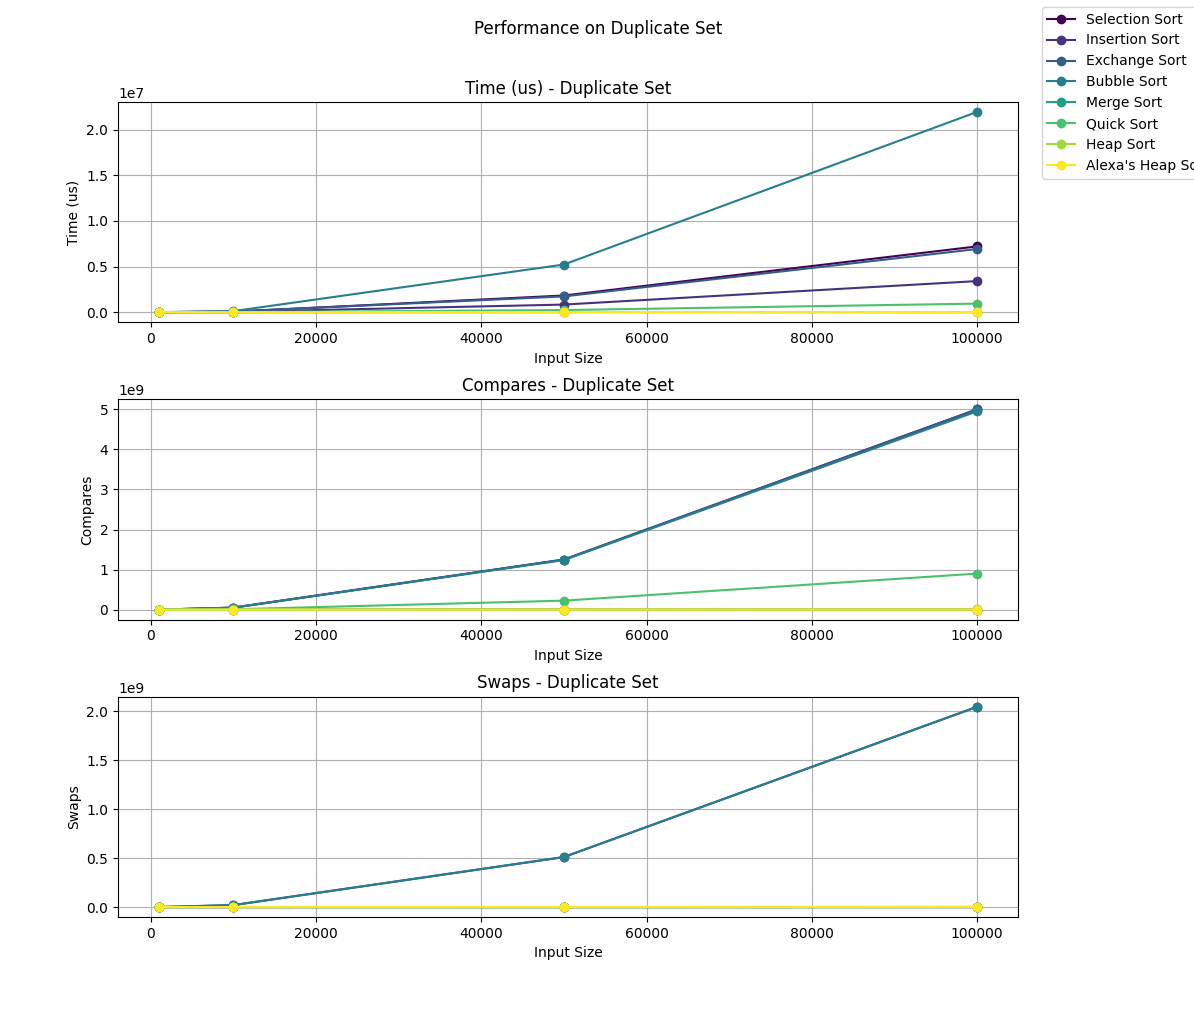 Performance on Duplicate Set
Selection Sort
Insertion Sort
Exchange Sort
Bubble Sort
Merge Sort
Quick Sort
Heap Sort
Alexa's Heap So
Time (us) - Duplicate Set
1e7
2.0
1.5
1.0
0.5
0.0
Time (us)
0 20000 40000 60000 80000 100000
Input Size
Compares - Duplicate Set
1e9
5
4
3
2
1
0
Compares
0 20000 40000 60000 80000 100000
Input Size
Swaps - Duplicate Set
1e9
2.0
1.5
1.0
0.5
0.0
Swaps
0 20000 40000 60000 80000 100000
Input Size